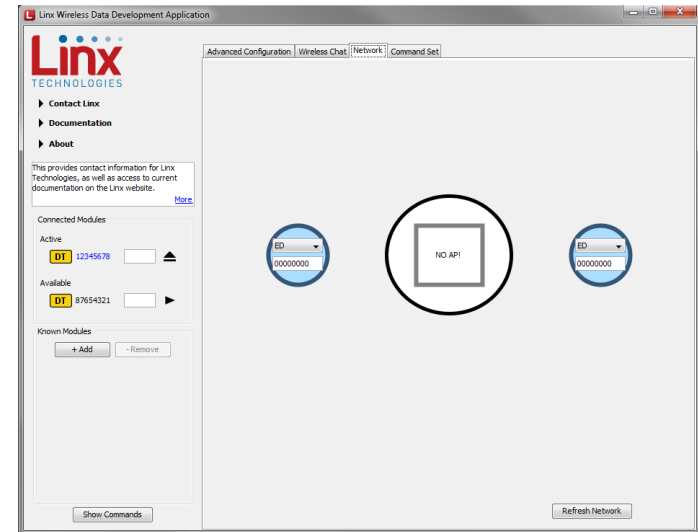 Linx Wireless Data Development Application
Linx
TECHNOLOGIES
Contact Linx
Documentation
About
This provides contact information for Linx
Technologies, as well as access to current
documentation on the Linx website.
More
Connected Modules
Active
DT 12345678
Available
DT 87654321
Known Modules
+ Add - Remove
Show Commands
Advanced Configuration Wireless Chat Network Command Set
ED
00000000
NO AP!
ED
00000000
Refresh Network